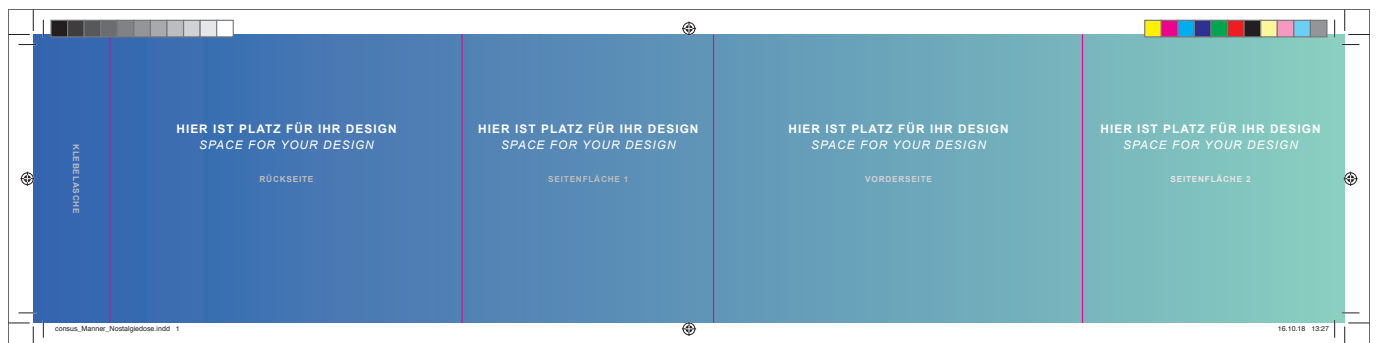 KLEBELASCHE
HIER IST PLATZ FÜR IHR DESIGN
SPACE FOR YOUR DESIGN
RÜCKSEITE
HIER IST PLATZ FÜR IHR DESIGN
SPACE FOR YOUR DESIGN
SEITENFLÄCHE 1
HIER IST PLATZ FÜR IHR DESIGN
SPACE FOR YOUR DESIGN
VORDERSEITE
HIER IST PLATZ FÜR IHR DESIGN
SPACE FOR YOUR DESIGN
SEITENFLÄCHE 2
consus_Manner_Nostalgiedose.indd 1
16.10.18 13:27